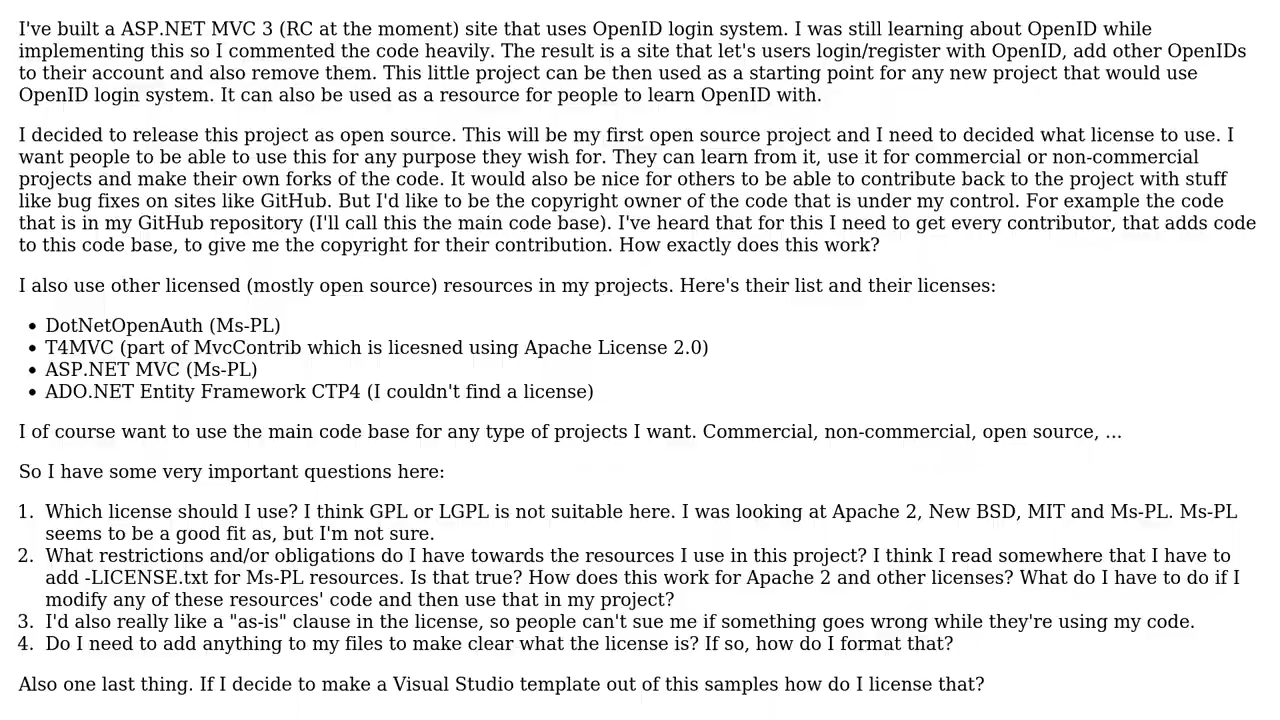 I've built a ASP.NET MVC 3 (RC at the moment) site that uses OpenID login system. I was still learning about OpenID while
implementing this so I commented the code heavily. The result is a site that let's users login/register with OpenID, add other OpenIDs
to their account and also remove them. This little project can be then used as a starting point for any new project that would use
OpenID login system. It can also be used as a resource for people to learn OpenID with.
I decided to release this project as open source. This will be my first open source project and I need to decided what license to use. I
want people to be able to use this for any purpose they wish for. They can learn from it, use it for commercial or non-commercial
projects and make their own forks of the code. It would also be nice for others to be able to contribute back to the project with stuff
like bug fixes on sites like GitHub. But I'd like to be the copyright owner of the code that is under my control. For example the code
that is in my GitHub repository (I'll call this the main code base). I've heard that for this I need to get every contributor, that adds code
to this code base, to give me the copyright for their contribution. How exactly does this work?
I also use other licensed (mostly open source) resources in my projects. Here's their list and their licenses:
• DotNetOpenAuth (Ms-PL)
• T4MVC (part of MvcContrib which is licesned using Apache License 2.0)
• ASP.NET MVC (Ms-PL)
• ADO.NET Entity Framework CTP4 (I couldn't find a license)
I of course want to use the main code base for any type of projects I want. Commercial, non-commercial, open source, ...
So I have some very important questions here:
1. Which license should I use? I think GPL or LGPL is not suitable here. I was looking at Apache 2, New BSD, MIT and Ms-PL. Ms-PL
seems to be a good fit as, but I'm not sure.
2. What restrictions and/or obligations do I have towards the resources I use in this project? I think I read somewhere that I have to
add -LICENSE.txt for Ms-PL resources. Is that true? How does this work for Apache 2 and other licenses? What do I have to do if I
modify any of these resources' code and then use that in my project?
3. I'd also really like a "as-is" clause in the license, so people can't sue me if something goes wrong while they're using my code.
4. Do I need to add anything to my files to make clear what the license is? If so, how do I format that?
Also one last thing. If I decide to make a Visual Studio template out of this samples how do I license that?